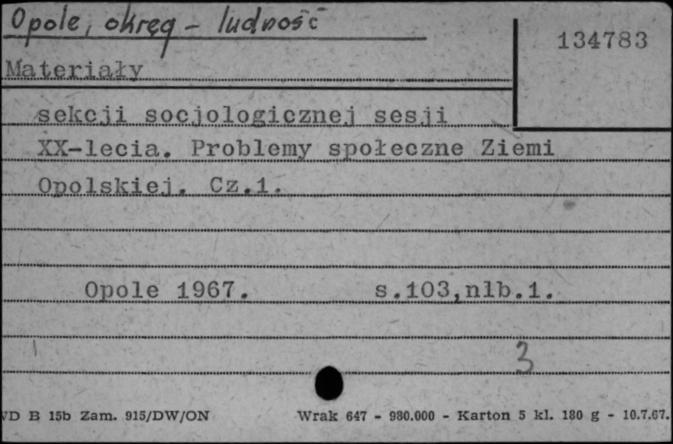 Opole, okręg - ludność
134783
Materiały
sekcji socjologicznej sesji
XX-lecia. Problemy społeczne Ziemi
Opolskiej. Cz.1.
Opole 1967. s.103,nlb.1.
3
VD B 15b Zam. 915/DW/ON Wrak 647 - 980.000 - Karton 5 kl. 180 g - 10.7.67.